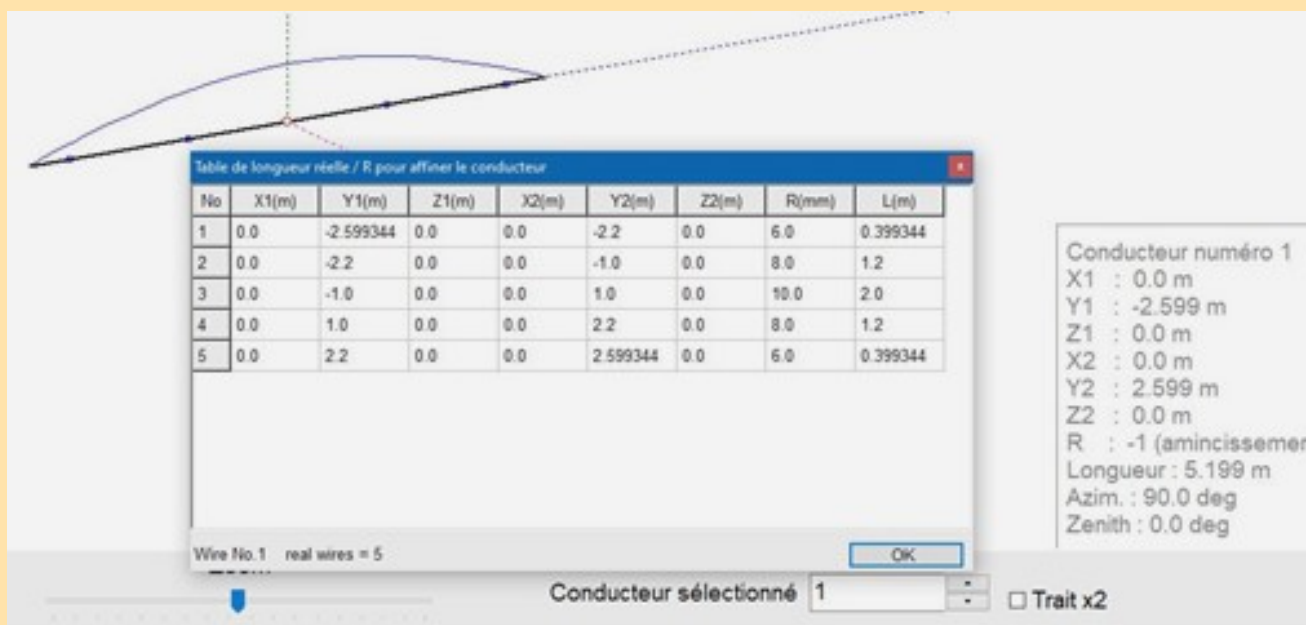 Table de longueur réelle / R pour affiner le conducteur
x
No X1(m) Y1(m) Z1(m) X2(m) Y2(m) Z2(m) R(mm) L(m)
1 0.0 -2.599344 0.0 0.0 -2.2 0.0 6.0 0.399344
2 0.0 -2.2 0.0 0.0 -1.0 0.0 8.0 1.2
3 0.0 -1.0 0.0 0.0 1.0 0.0 10.0 2.0
4 0.0 1.0 0.0 0.0 2.2 0.0 8.0 1.2
5 0.0 2.2 0.0 0.0 2.599344 0.0 6.0 0.399344
Wire No.1 real wires = 5
OK
Conducteur numéro 1
X1 : 0.0 m
Y1 : -2.599 m
Z1 : 0.0 m
X2 : 0.0 m
Y2 : 2.599 m
Z2 : 0.0 m
R : -1 (amincissemen
Longueur : 5.199 m
Azim. : 90.0 deg
Zenith : 0.0 deg
Conducteur sélectionné 1
Trait x2